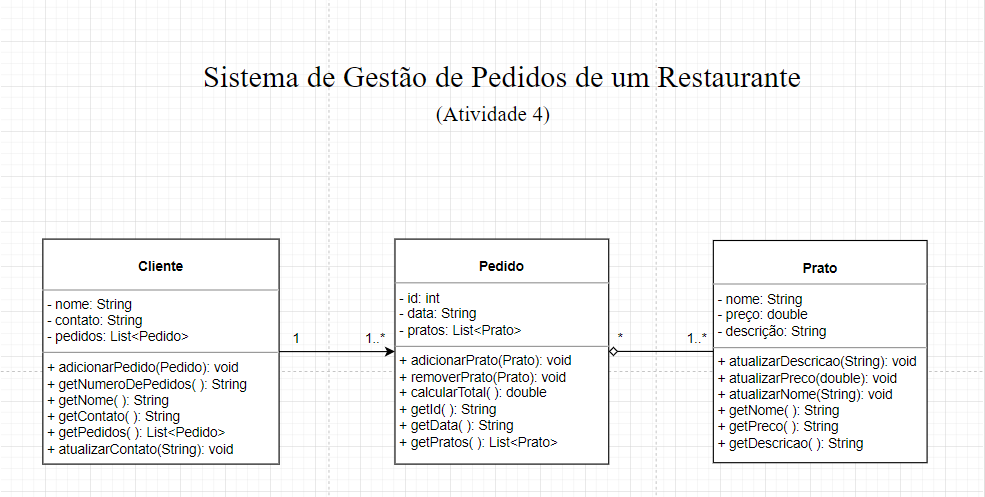 Sistema de Gestão de Pedidos de um Restaurante
(Atividade 4)
Cliente
- nome: String
- contato: String
- pedidos: List<Pedido>
+ adicionarPedido(Pedido): void
+ getNumeroDePedidos( ): String
+ getNome( ): String
+ getContato( ): String
+ getPedidos( ): List<Pedido>
+ atualizarContato(String): void
1
1..*
Pedido
- id: int
- data: String
- pratos: List<Prato>
+ adicionarPrato(Prato): void
+ removerPrato(Prato): void
+ calcularTotal( ): double
+ getId( ): String
+ getData( ): String
+ getPratos( ): List<Prato>
*
1..*
Prato
- nome: String
- preço: double
- descrição: String
+ atualizarDescricao(String): void
+ atualizarPreco(double): void
+ atualizarNome(String): void
+ getNome( ): String
+ getPreco( ): String
+ getDescricao( ): String